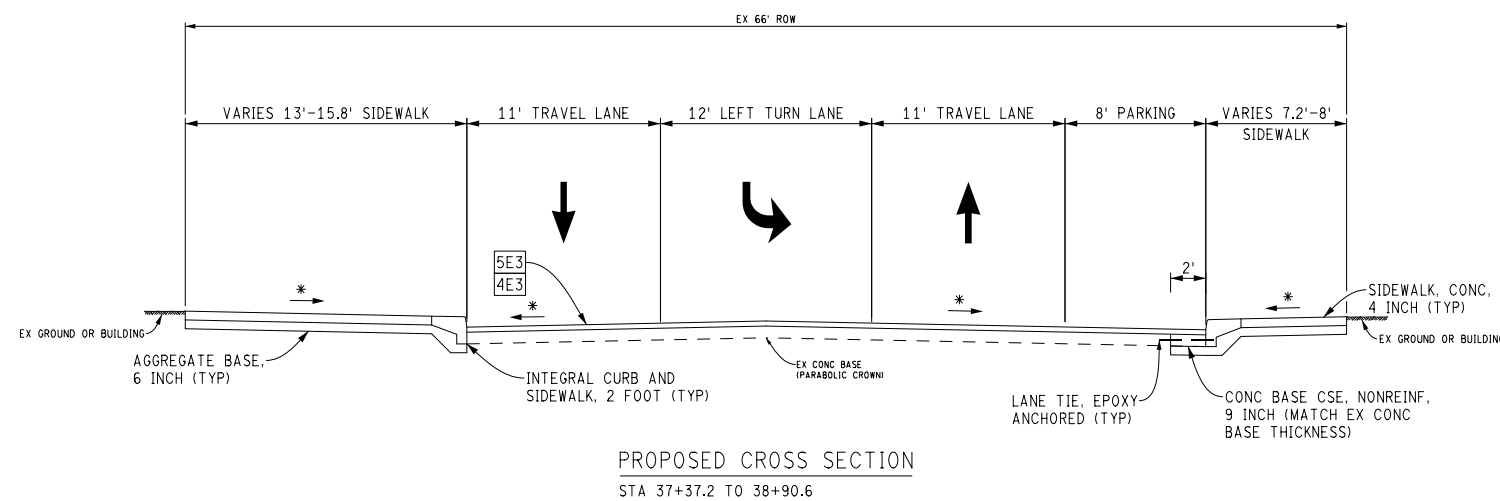 EX 66' ROW
VARIES 13'-15.8' SIDEWALK
11' TRAVEL LANE
12' LEFT TURN LANE
11' TRAVEL LANE
8' PARKING
VARIES 7.2'-8'
SIDEWALK
5E3
4E3
2'
*
*
*
*
SIDEWALK, CONC,
4 INCH (TYP)
EX GROUND OR BUILDING
EX GROUND OR BUILDING
AGGREGATE BASE,
6 INCH (TYP)
INTEGRAL CURB AND
SIDEWALK, 2 FOOT (TYP)
EX CONC BASE
(PARABOLIC CROWN)
LANE TIE, EPOXY
ANCHORED (TYP)
CONC BASE CSE, NONREINF,
9 INCH (MATCH EX CONC
BASE THICKNESS)
PROPOSED CROSS SECTION
STA 37+37.2 TO 38+90.6